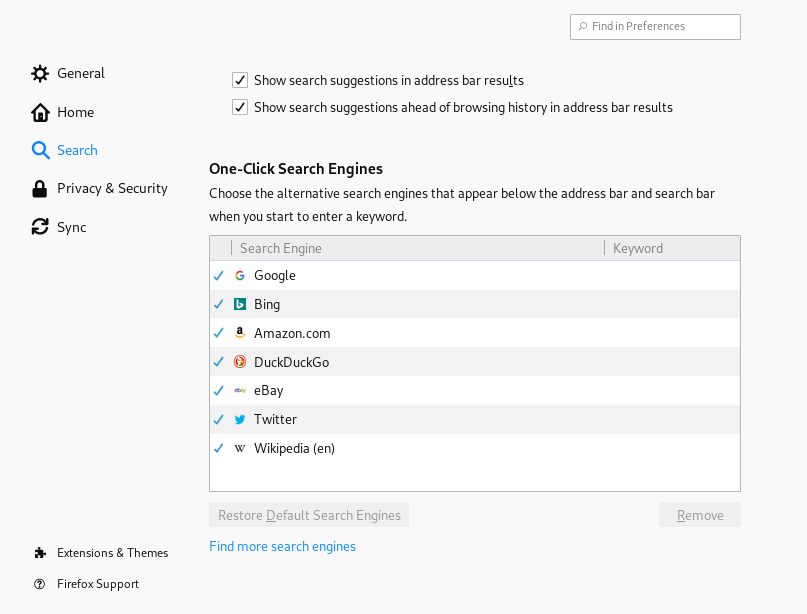 Find in Preferences
General
Home
Search
Privacy & Security
Sync
Show search suggestions in address bar results
Show search suggestions ahead of browsing history in address bar results
One-Click Search Engines
Choose the alternative search engines that appear below the address bar and search bar
when you start to enter a keyword.
Search Engine Keyword
Google
Bing
Amazon.com
DuckDuckGo
eBay
Twitter
Wikipedia (en)
Restore Default Search Engines Remove
Find more search engines
Extensions & Themes
Firefox Support